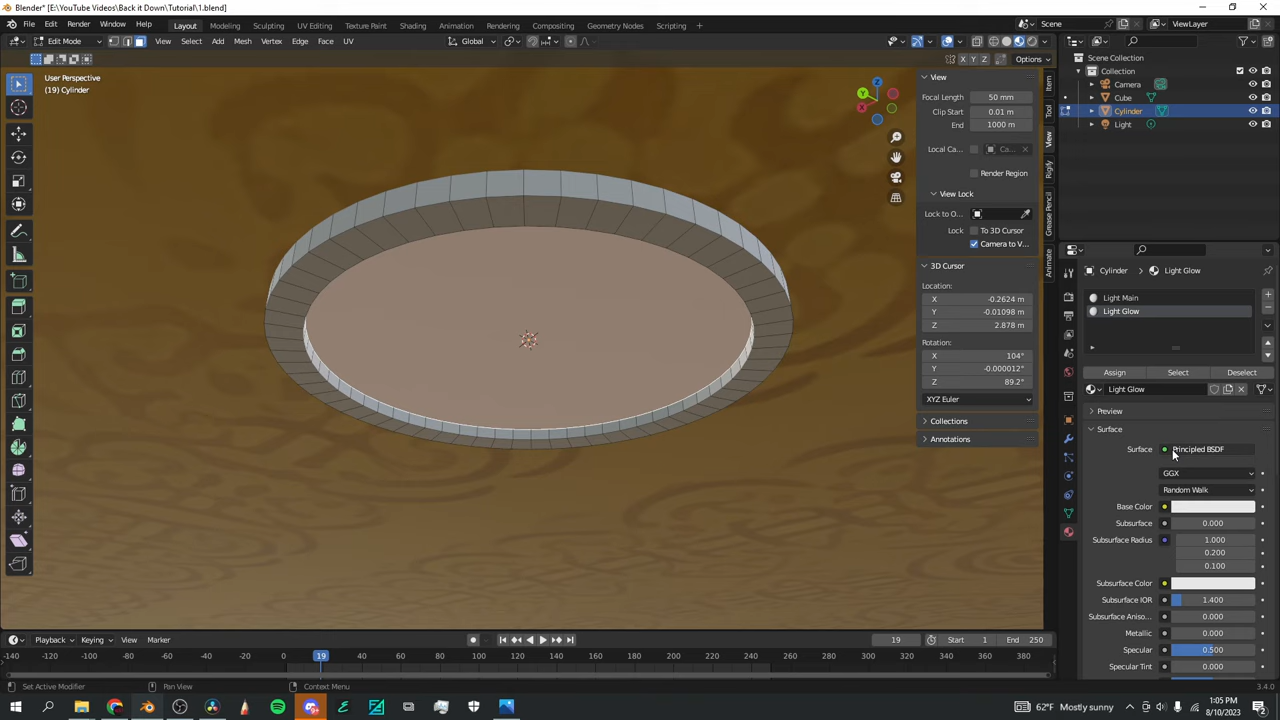 Blender* [E:\YouTube Videos\Back it Down\Tutorial\1.blend]
File Edit Render Window Help Layout Modeling Sculpting UV Editing Texture Paint Shading Animation Rendering Compositing Geometry Nodes Scripting Scene ViewLayer
Edit Mode View Select Add Mesh Vertex Edge Face UV Global
X Y Z Options
User Perspective
(19) Cylinder
View
Focal Length 50 mm
Clip Start 0.01 m
End 1000 m
Local Ca... Ca...
Render Region
View Lock
Lock to O...
Lock To 3D Cursor
Camera to V...
3D Cursor
Location:
X -0.2624 m
Y -0.01098 m
Z 2.878 m
Rotation:
X 104°
Y -0.000012°
Z 89.2°
XYZ Euler
Collections
Annotations
Item
Tool
View
Rigify
Grease Pencil
Animate
Scene Collection
Collection
Camera
Cube
Cylinder
Light
Cylinder Light Glow
Light Main
Light Glow
Assign Select Deselect
Light Glow
Preview
Surface
Surface Principled BSDF
GGX
Random Walk
Base Color
Subsurface 0.000
Subsurface Radius 1.000
0.200
0.100
Subsurface Color
Subsurface IOR 1.400
Subsurface Aniso... 0.000
Metallic 0.000
Specular 0.500
Specular Tint 0.000
Playback Keying View Marker 19 Start 1 End 250
-140 -120 -100 -80 -60 -40 -20 0 19 40 60 80 100 120 140 160 180 200 220 240 260 280 300 320 340 360 380
Set Active Modifier Pan View Context Menu 3.4.0
62°F Mostly sunny 1:05 PM
8/10/2023 2